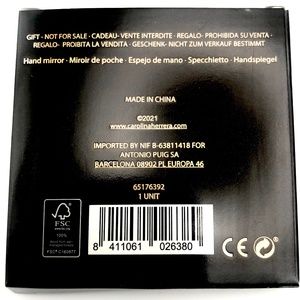 GIFT - NOT FOR SALE - CADEAU- VENTE INTERDITE - REGALO- PROHIBIDA SU VENTA -
REGALO- PROIBITA LA VENDITA - GESCHENK- NICHT ZUM VERKAUF BESTIMMT
Hand mirror - Miroir de poche - Espejo de mano - Specchietto - Handspiegel
MADE IN CHINA
©2021
www.carolinaherrera.com
IMPORTED BY NIF B-63811418 FOR
ANTONIO PUIG SA
BARCELONA 08902 PL EUROPA 46
65176392
1 UNIT
FSC
100%
8 411061 026380
CE